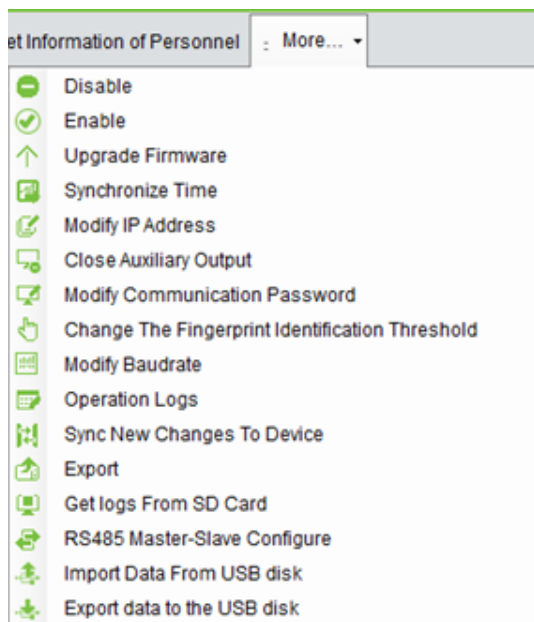 et Information of Personnel
More...
Disable
Enable
Upgrade Firmware
Synchronize Time
Modify IP Address
Close Auxiliary Output
Modify Communication Password
Change The Fingerprint Identification Threshold
Modify Baudrate
Operation Logs
Sync New Changes To Device
Export
Get logs From SD Card
RS485 Master-Slave Configure
Import Data From USB disk
Export data to the USB disk